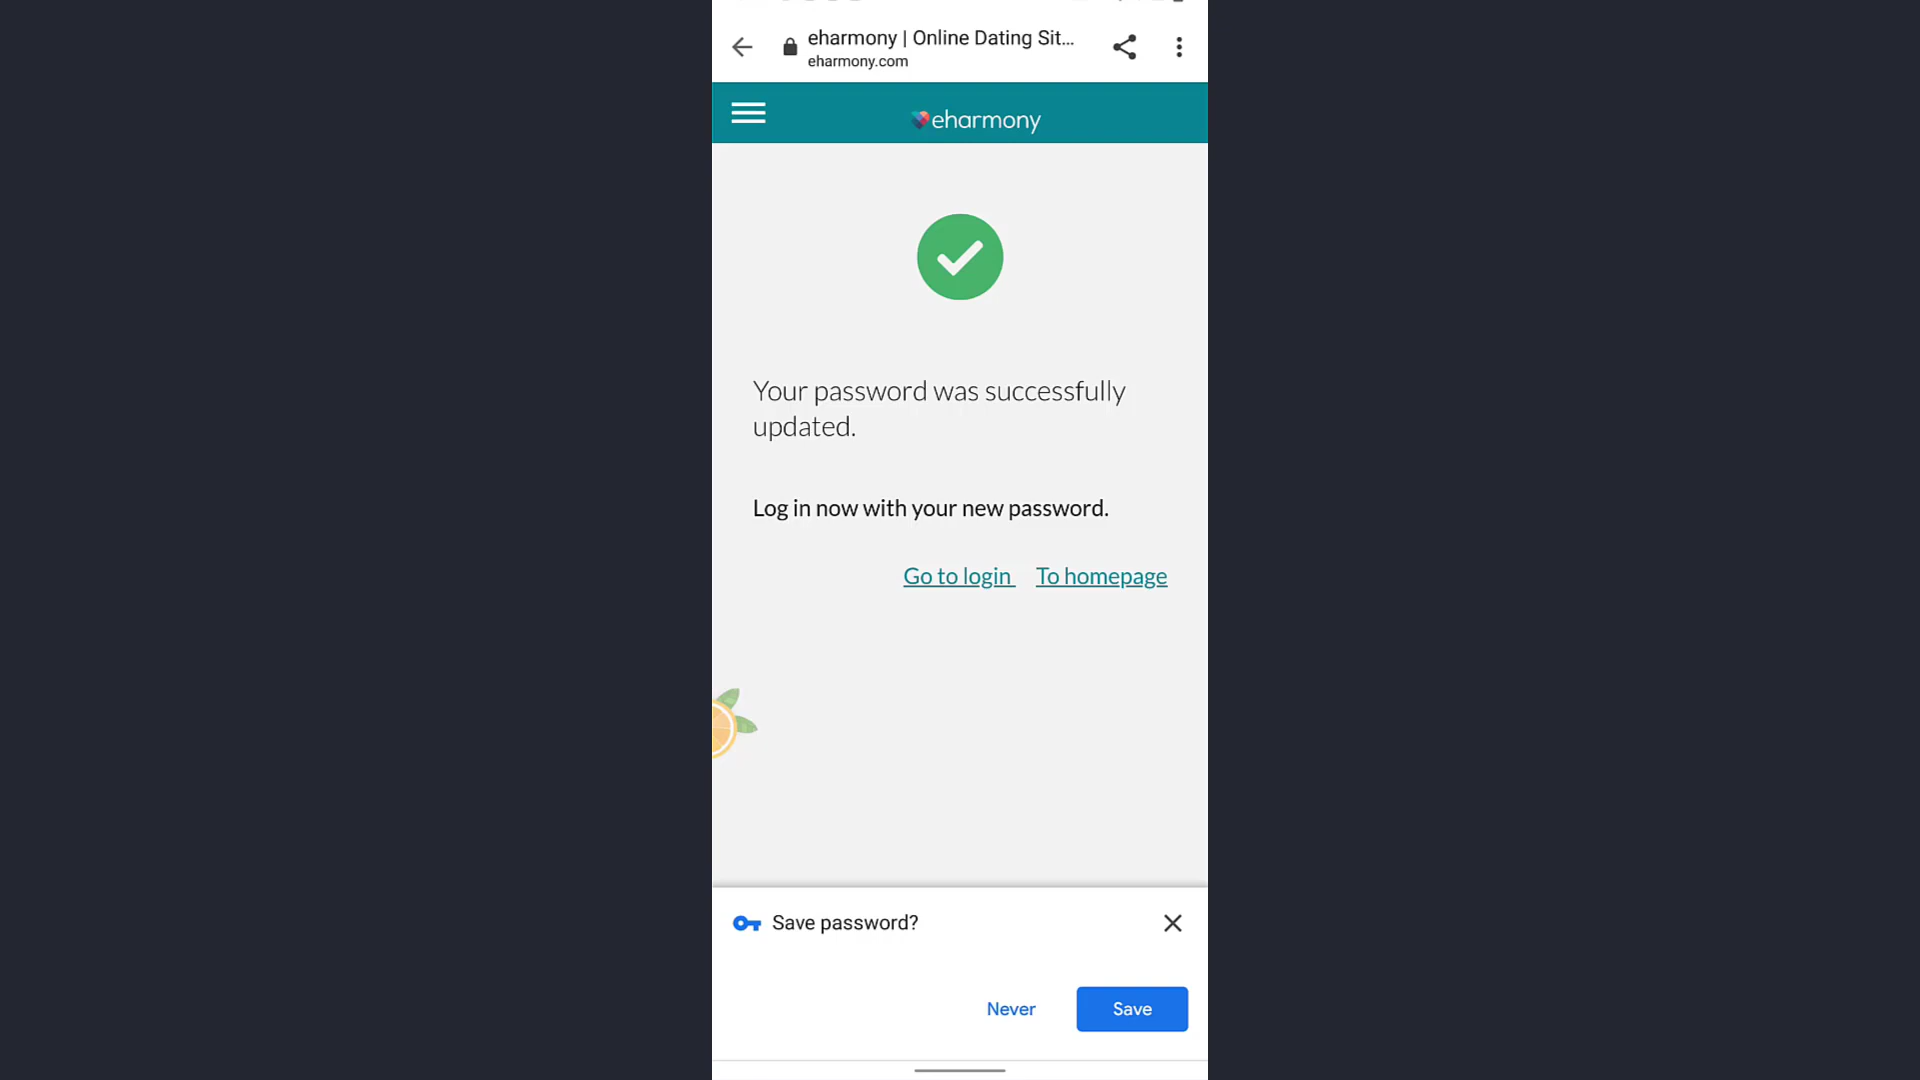 eharmony | Online Dating Sit...
eharmony.com
eharmony
Your password was successfully
updated.
Log in now with your new password.
Go to login To homepage
Save password?
Never Save